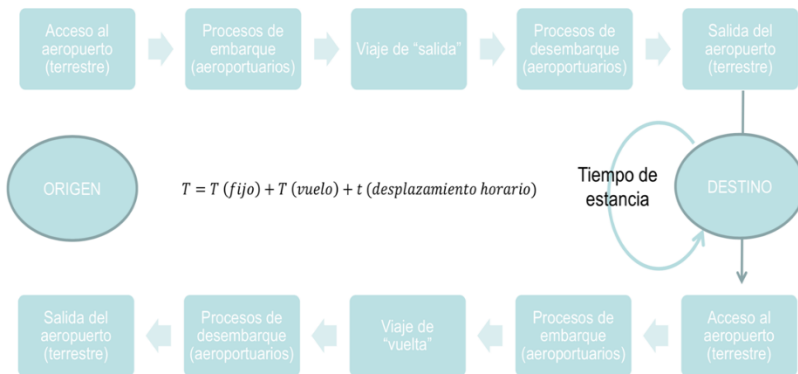 Acceso al
aeropuerto
(terrestre)
Procesos de
embarque
(aeroportuarios)
Viaje de “salida”
Procesos de
desembarque
(aeroportuarios)
Salida del
aeropuerto
(terrestre)
ORIGEN
T = T (fijo) + T (vuelo) + t (desplazamiento horario)
Tiempo de
estancia
DESTINO
Salida del
aeropuerto
(terrestre)
Procesos de
desembarque
(aeroportuarios)
Viaje de
“vuelta”
Procesos de
embarque
(aeroportuarios)
Acceso al
aeropuerto
(terrestre)